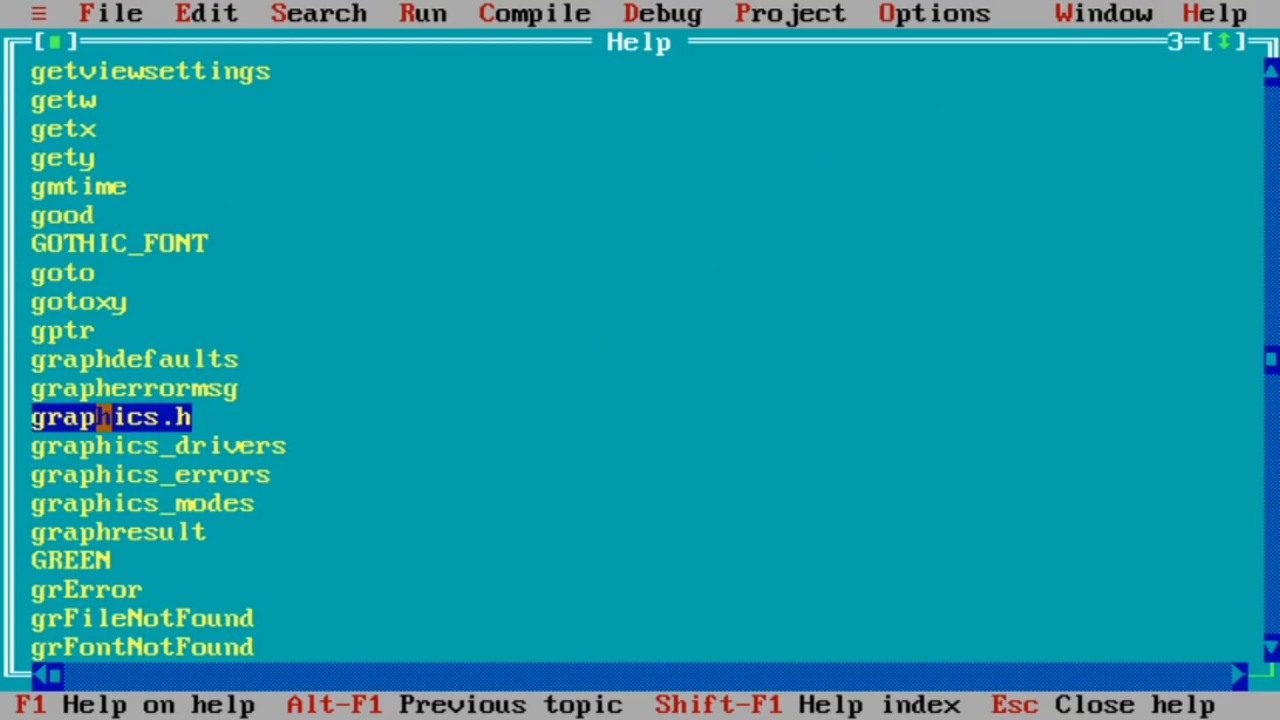 ≡ File Edit Search Run Compile Debug Project Options Window Help
[■] Help 3=[↕]
getviewsettings
getw
getx
gety
gmtime
good
GOTHIC_FONT
goto
gotoxy
gptr
graphdefaults
grapherrormsg
graphics.h
graphics_drivers
graphics_errors
graphics_modes
graphresult
GREEN
grError
grFileNotFound
grFontNotFound
F1 Help on help Alt-F1 Previous topic Shift-F1 Help index Esc Close help